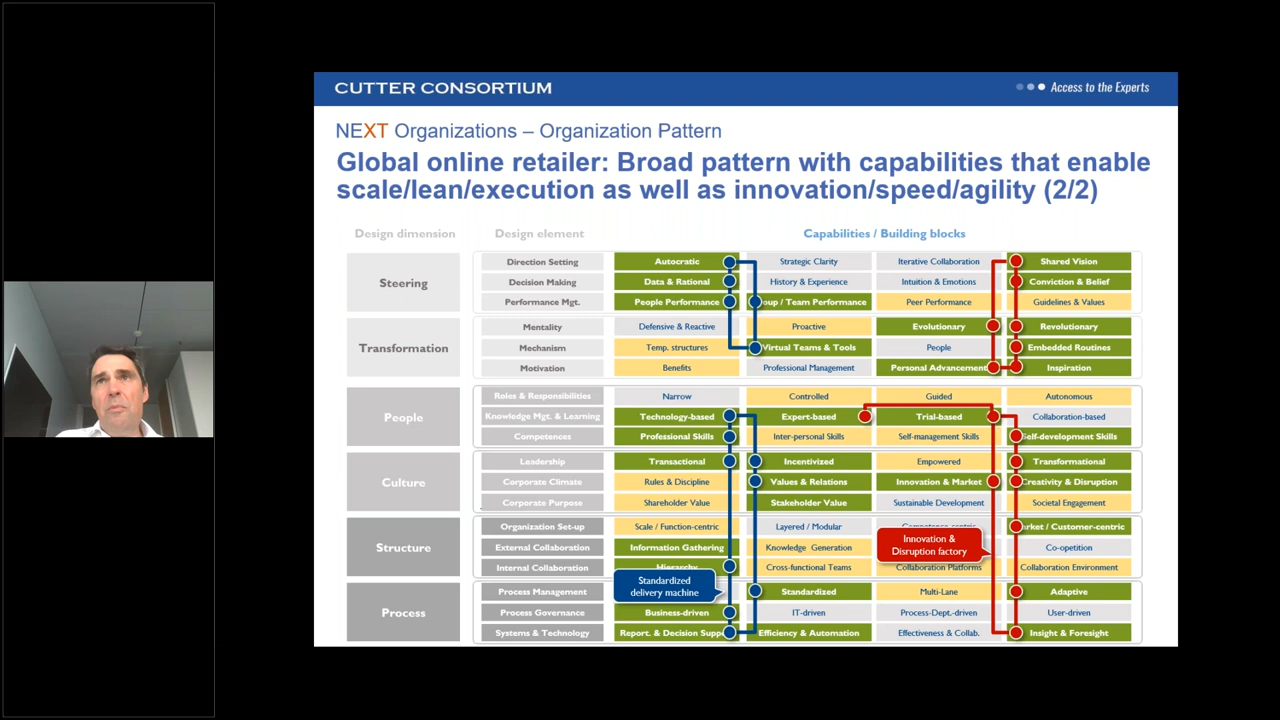 CUTTER CONSORTIUM
Access to the Experts
NEXT Organizations – Organization Pattern
Global online retailer: Broad pattern with capabilities that enable
scale/lean/execution as well as innovation/speed/agility (2/2)
Design dimension Design element Capabilities / Building blocks
Steering
Direction Setting Autocratic Strategic Clarity Iterative Collaboration Shared Vision
Decision Making Data & Rational History & Experience Intuition & Emotions Conviction & Belief
Performance Mgt. People Performance oup / Team Performance Peer Performance Guidelines & Values
Transformation
Mentality Defensive & Reactive Proactive Evolutionary Revolutionary
Mechanism Temp. structures Virtual Teams & Tools People Embedded Routines
Motivation Benefits Professional Management Personal Advancement Inspiration
People
Roles & Responsibilities Narrow Controlled Guided Autonomous
Knowledge Mgt. & Learning Technology-based Expert-based Trial-based Collaboration-based
Competences Professional Skills Inter-personal Skills Self-management Skills Self-development Skills
Culture
Leadership Transactional Incentivized Empowered Transformational
Corporate Climate Rules & Discipline Values & Relations Innovation & Market Creativity & Disruption
Corporate Purpose Shareholder Value Stakeholder Value Sustainable Development Societal Engagement
Structure
Organization Set-up Scale / Function-centric Layered / Modular Competence-centric arket / Customer-centric
External Collaboration Information Gathering Knowledge Generation Co-opetition
Internal Collaboration Hierarchy Cross-functional Teams Collaboration Platforms Collaboration Environment
Innovation &
Disruption factory
Standardized
delivery machine
Process
Process Management Standardized Multi-Lane Adaptive
Process Governance Business-driven IT-driven Process-Dept.-driven User-driven
Systems & Technology Report. & Decision Supp Efficiency & Automation Effectiveness & Collab. Insight & Foresight